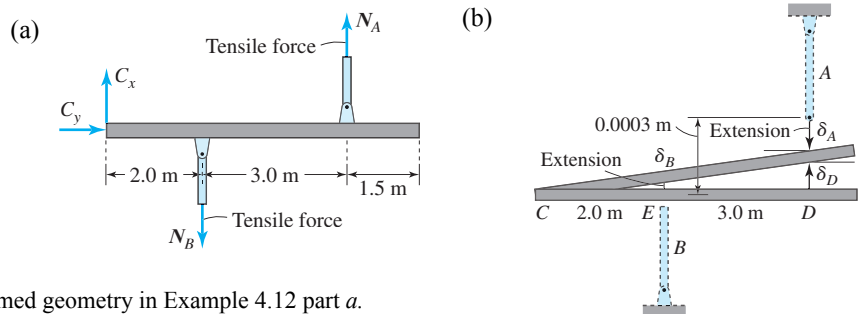 (a)
N_A
Tensile force
C_x
C_y
2.0 m
3.0 m
1.5 m
Tensile force
N_B
(b)
A
0.0003 m
Extension
δ_A
Extension
δ_B
δ_D
C
2.0 m
E
3.0 m
D
B
med geometry in Example 4.12 part a.